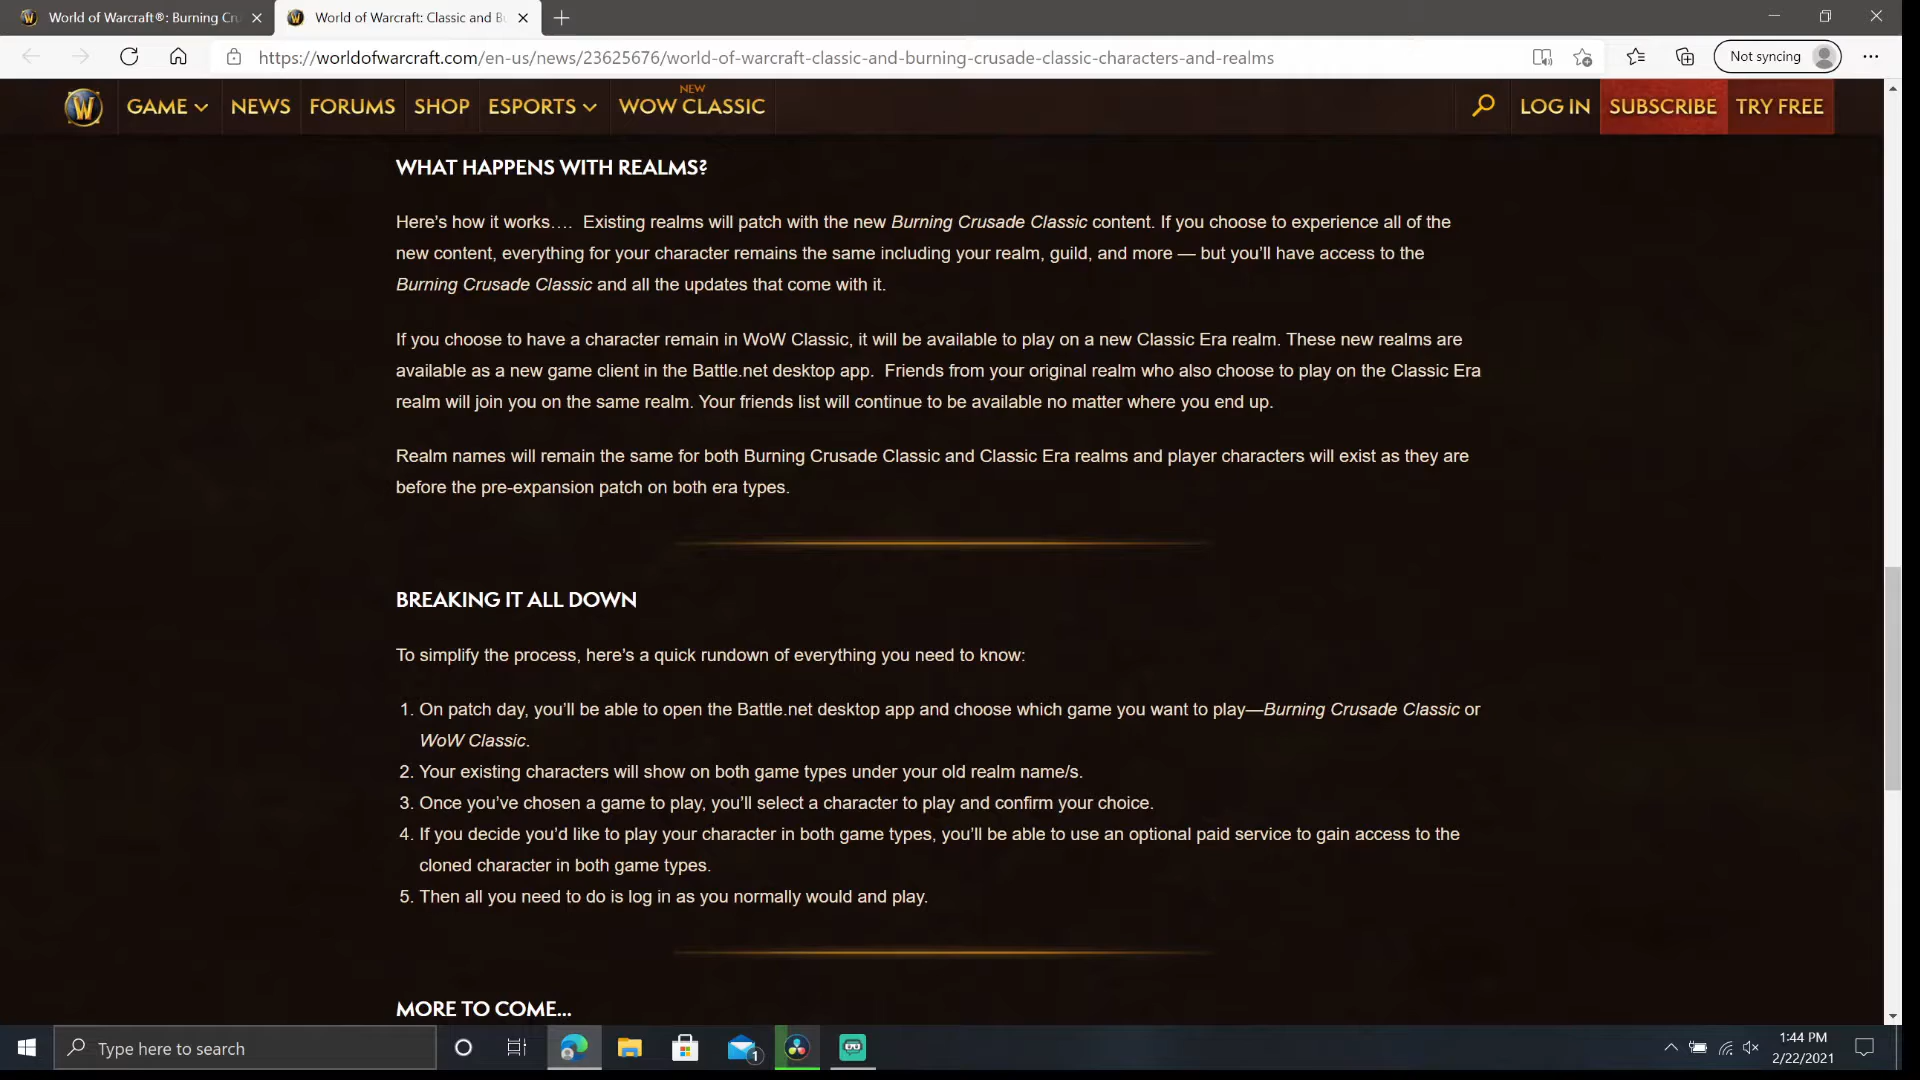 World of Warcraft®: Burning Cru
World of Warcraft: Classic and B
https://worldofwarcraft.com/en-us/news/23625676/world-of-warcraft-classic-and-burning-crusade-classic-characters-and-realms
Not syncing
W
GAME
NEWS
FORUMS
SHOP
ESPORTS
NEW
WOW CLASSIC
LOG IN
SUBSCRIBE
TRY FREE
WHAT HAPPENS WITH REALMS?
Here’s how it works…. Existing realms will patch with the new Burning Crusade Classic content. If you choose to experience all of the
new content, everything for your character remains the same including your realm, guild, and more — but you’ll have access to the
Burning Crusade Classic and all the updates that come with it.
If you choose to have a character remain in WoW Classic, it will be available to play on a new Classic Era realm. These new realms are
available as a new game client in the Battle.net desktop app. Friends from your original realm who also choose to play on the Classic Era
realm will join you on the same realm. Your friends list will continue to be available no matter where you end up.
Realm names will remain the same for both Burning Crusade Classic and Classic Era realms and player characters will exist as they are
before the pre-expansion patch on both era types.
BREAKING IT ALL DOWN
To simplify the process, here’s a quick rundown of everything you need to know:
1. On patch day, you’ll be able to open the Battle.net desktop app and choose which game you want to play—Burning Crusade Classic or
WoW Classic.
2. Your existing characters will show on both game types under your old realm name/s.
3. Once you’ve chosen a game to play, you’ll select a character to play and confirm your choice.
4. If you decide you’d like to play your character in both game types, you’ll be able to use an optional paid service to gain access to the
cloned character in both game types.
5. Then all you need to do is log in as you normally would and play.
MORE TO COME…
Type here to search
1
1:44 PM
2/22/2021